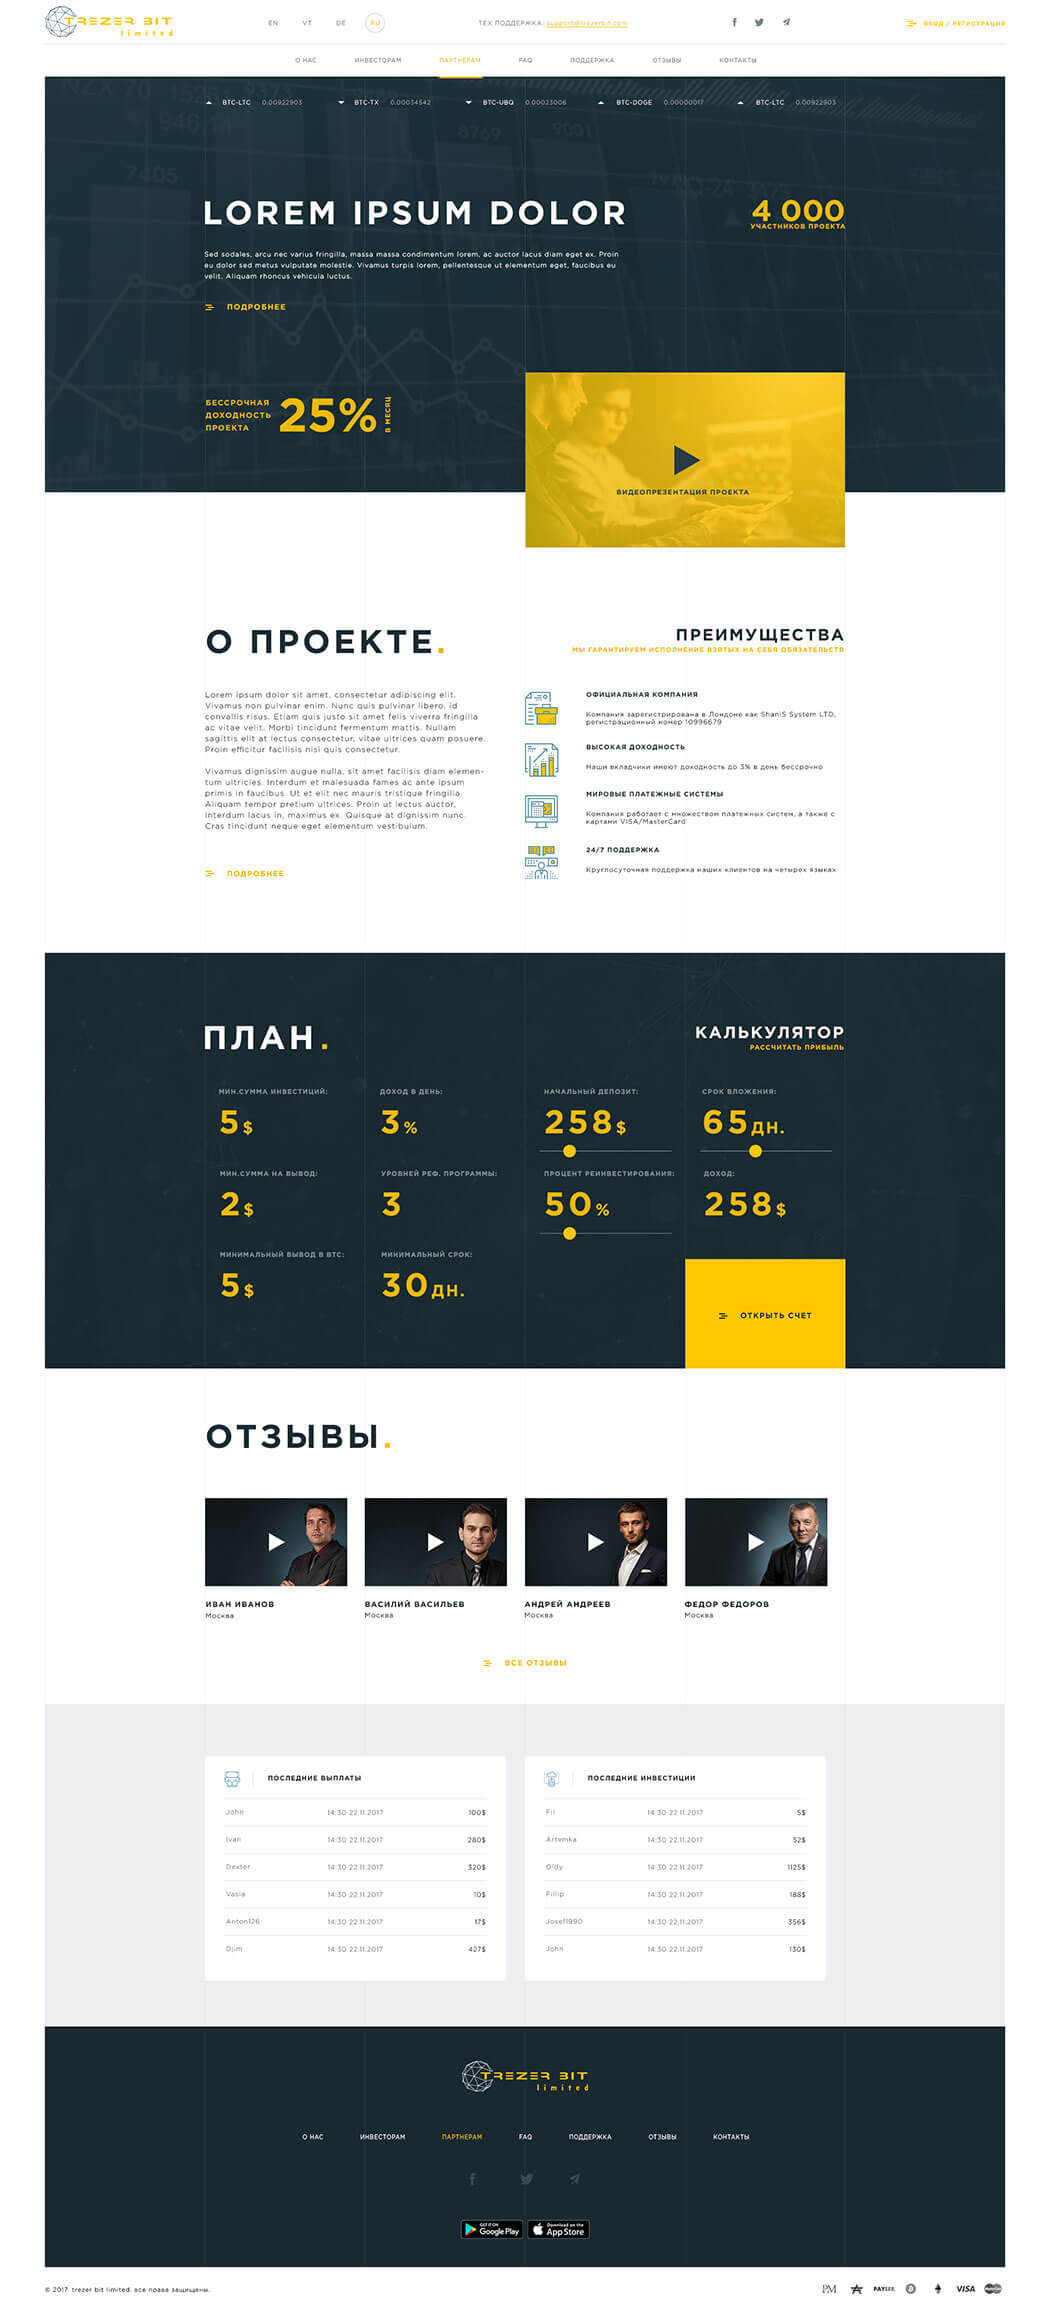 TREZER BIT
limited
EN VT DE RU
ТЕХ ПОДДЕРЖКА: support@trezerbit.com
ВХОД / РЕГИСТРАЦИЯ
О НАС ИНВЕСТОРАМ ПАРТНЕРАМ FAQ ПОДДЕРЖКА ОТЗЫВЫ КОНТАКТЫ
BTC-LTC 0.00922903 BTC-TX 0.00034542 BTC-UBQ 0.00023006 BTC-DOGE 0.00000017 BTC-LTC 0.00922903
LOREM IPSUM DOLOR
4 000
УЧАСТНИКОВ ПРОЕКТА
Sed sodales, arcu nec varius fringilla, massa massa condimentum lorem, ac auctor lacus diam eget ex. Proin
eu dolor sed metus vulputate molestie. Vivamus turpis lorem, pellentesque ut elementum eget, faucibus eu
velit. Aliquam rhoncus vehicula luctus.
ПОДРОБНЕЕ
БЕССРОЧНАЯ
ДОХОДНОСТЬ
ПРОЕКТА
25%
В МЕСЯЦ
ВИДЕОПРЕЗЕНТАЦИЯ ПРОЕКТА
О ПРОЕКТЕ.
Lorem ipsum dolor sit amet, consectetur adipiscing elit.
Vivamus non pulvinar enim. Nunc quis pulvinar libero, id
convallis risus. Etiam quis justo sit amet felis viverra fringilla
ac vitae velit. Morbi tincidunt fermentum mattis. Nullam
sagittis elit at lectus consectetur, vitae ultrices quam posuere.
Proin efficitur facilisis nisi quis consectetur.
Vivamus dignissim augue nulla, sit amet facilisis diam elemen-
tum ultricies. Interdum et malesuada fames ac ante ipsum
primis in faucibus. Ut et elit nec mauris tristique fringilla.
Aliquam tempor pretium ultrices. Proin ut lectus auctor,
interdum lacus in, maximus ex. Quisque at dignissim nunc.
Cras tincidunt neque eget elementum vestibulum.
ПОДРОБНЕЕ
ПРЕИМУЩЕСТВА
МЫ ГАРАНТИРУЕМ ИСПОЛНЕНИЕ ВЗЯТЫХ НА СЕБЯ ОБЯЗАТЕЛЬСТВ
ОФИЦИАЛЬНАЯ КОМПАНИЯ
Компания зарегистрирована в Лондоне как ShaniS System LTD,
регистрационный номер 10996679
ВЫСОКАЯ ДОХОДНОСТЬ
Наши вкладчики имеют доходность до 3% в день бессрочно
МИРОВЫЕ ПЛАТЕЖНЫЕ СИСТЕМЫ
Компания работает с множеством платежных систем, а также с
картами VISA/MasterCard
24/7 ПОДДЕРЖКА
Круглосуточная поддержка наших клиентов на четырех языках
ПЛАН.
МИН.СУММА ИНВЕСТИЦИЙ: ДОХОД В ДЕНЬ:
5$ 3%
МИН.СУММА НА ВЫВОД: УРОВНЕЙ РЕФ. ПРОГРАММЫ:
2$ 3
МИНИМАЛЬНЫЙ ВЫВОД В BTC: МИНИМАЛЬНЫЙ СРОК:
5$ 30ДН.
КАЛЬКУЛЯТОР
РАССЧИТАТЬ ПРИБЫЛЬ
НАЧАЛЬНЫЙ ДЕПОЗИТ: СРОК ВЛОЖЕНИЯ:
258$ 65ДН.
ПРОЦЕНТ РЕИНВЕСТИРОВАНИЯ: ДОХОД:
50% 258$
ОТКРЫТЬ СЧЕТ
ОТЗЫВЫ.
ИВАН ИВАНОВ
Москва
ВАСИЛИЙ ВАСИЛЬЕВ
Москва
АНДРЕЙ АНДРЕЕВ
Москва
ФЕДОР ФЕДОРОВ
Москва
ВСЕ ОТЗЫВЫ
ПОСЛЕДНИЕ ВЫПЛАТЫ
John 14:30 22.11.2017 100$
Ivan 14:30 22.11.2017 280$
Dexter 14:30 22.11.2017 320$
Vasia 14:30 22.11.2017 10$
Anton126 14:30 22.11.2017 17$
Djim 14:30 22.11.2017 427$
ПОСЛЕДНИЕ ИНВЕСТИЦИИ
Fil 14:30 22.11.2017 5$
Artemka 14:30 22.11.2017 52$
Oldy 14:30 22.11.2017 1125$
Fillip 14:30 22.11.2017 188$
Josef1990 14:30 22.11.2017 356$
John 14:30 22.11.2017 130$
TREZER BIT
limited
О НАС ИНВЕСТОРАМ ПАРТНЕРАМ FAQ ПОДДЕРЖКА ОТЗЫВЫ КОНТАКТЫ
GET IT ON
Google Play
Download on the
App Store
© 2017. trezer bit limited. все права защищены.
PM PAYEER VISA